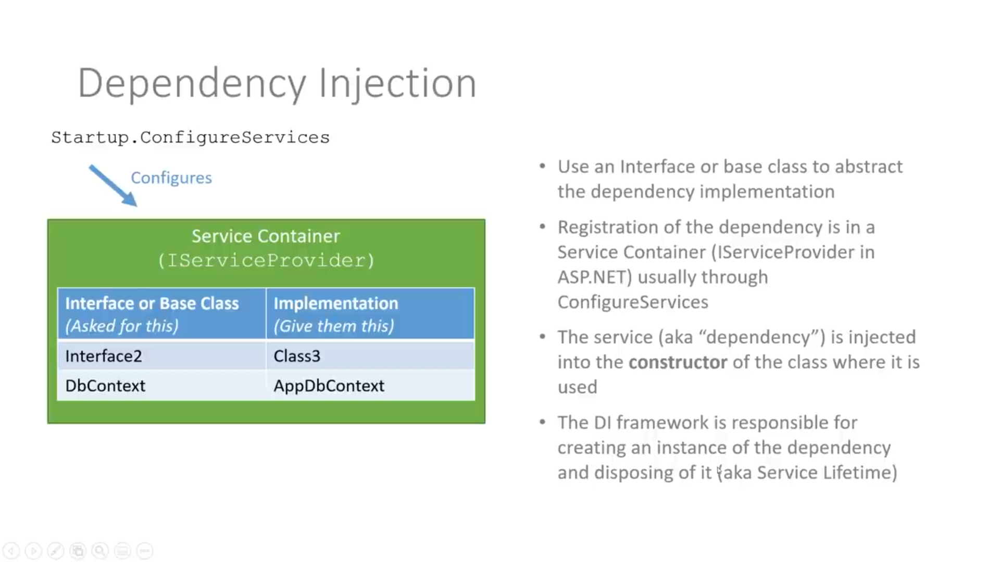 Dependency Injection
Startup.ConfigureServices
Configures
Service Container
(IServiceProvider)
Interface or Base Class
(Asked for this)
Implementation
(Give them this)
Interface2
Class3
DbContext
AppDbContext
• Use an Interface or base class to abstract
the dependency implementation
• Registration of the dependency is in a
Service Container (IServiceProvider in
ASP.NET) usually through
ConfigureServices
• The service (aka “dependency”) is injected
into the constructor of the class where it is
used
• The DI framework is responsible for
creating an instance of the dependency
and disposing of it (aka Service Lifetime)